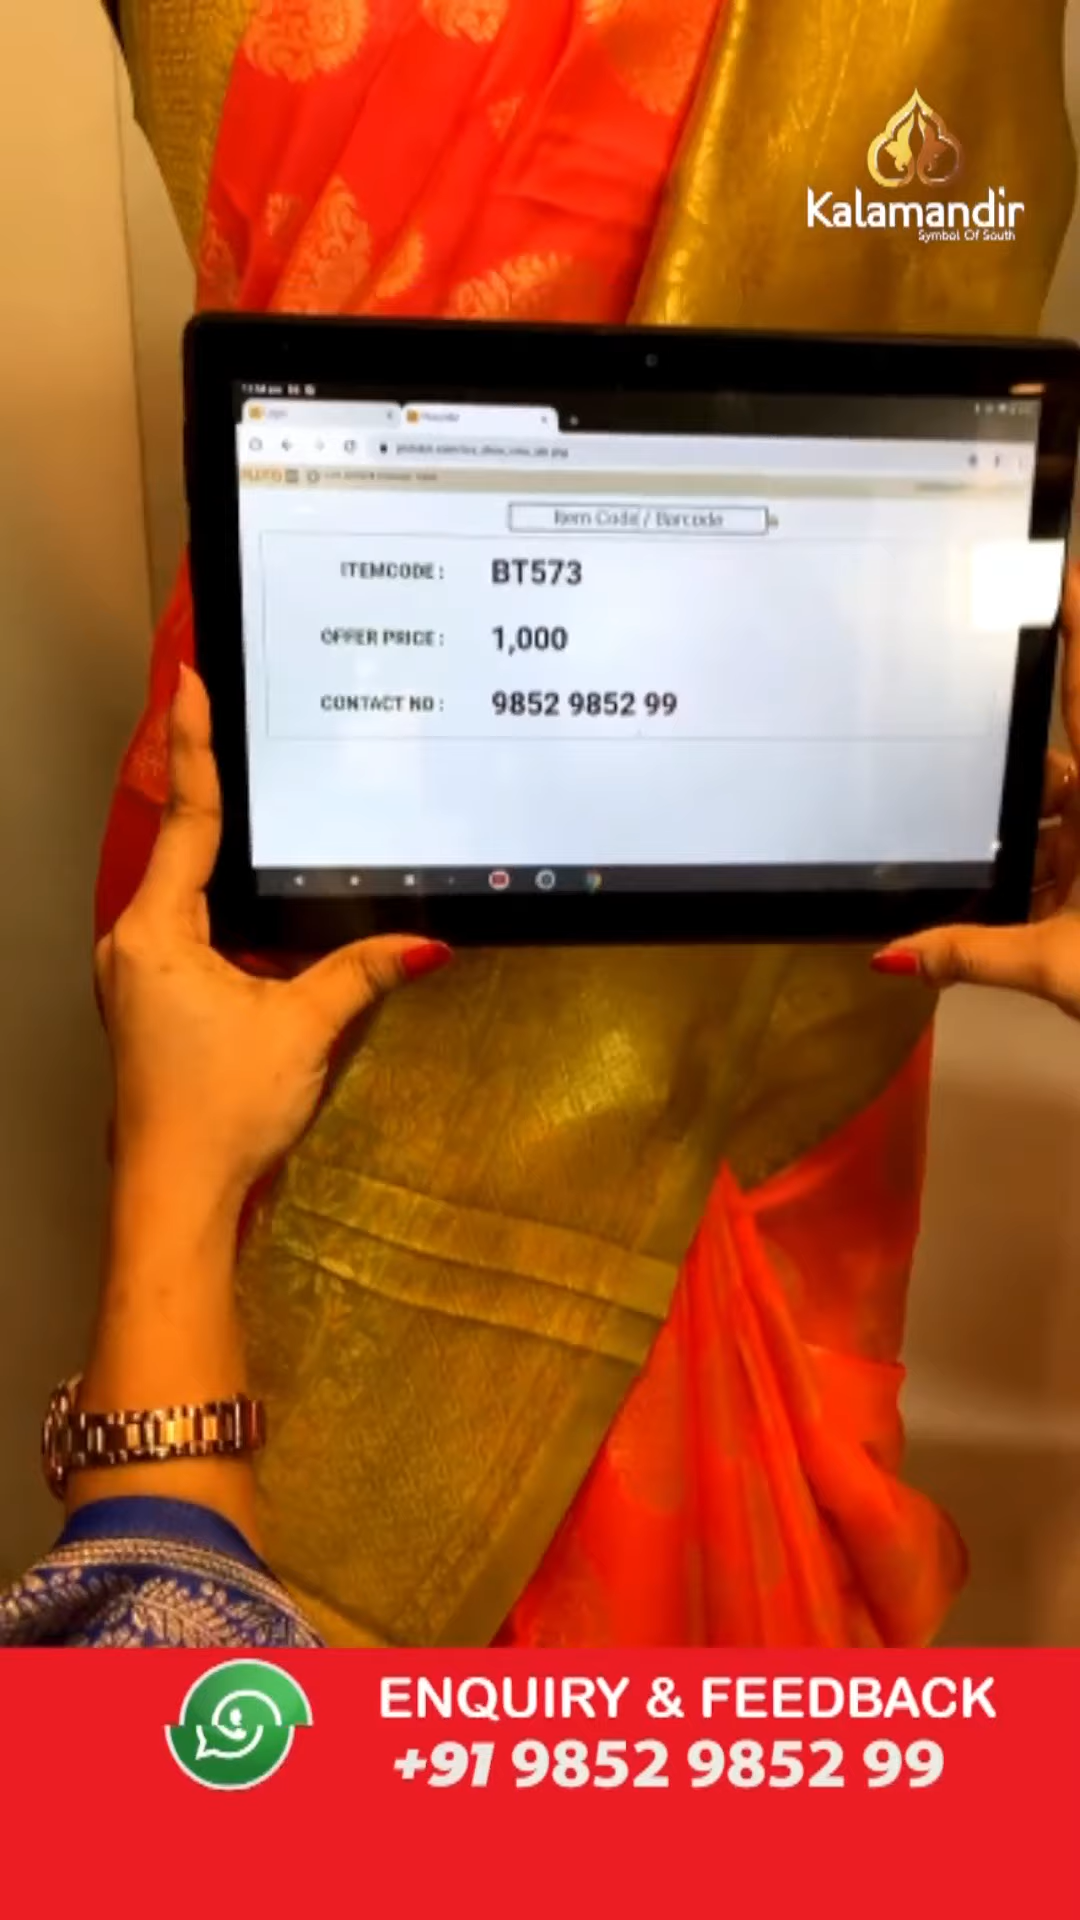 Kalamandir
Symbol Of South
Item Code / Barcode
ITEMCODE : BT573
OFFER PRICE : 1,000
CONTACT NO : 9852 9852 99
ENQUIRY & FEEDBACK
+91 9852 9852 99